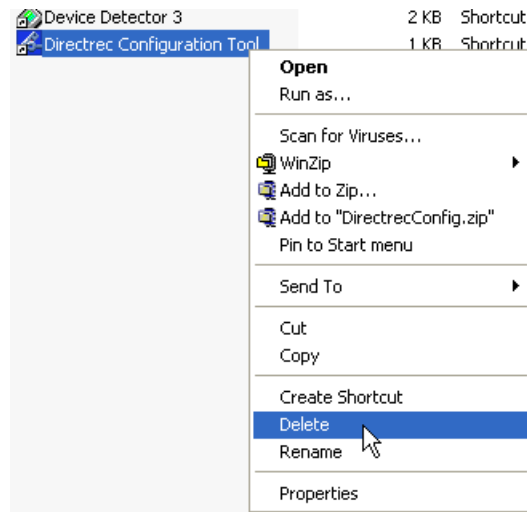 Device Detector 3 2 KB Shortcut
Directrec Configuration Tool 1 KB Shortcut
Open
Run as...
Scan for Viruses...
WinZip
Add to Zip...
Add to "DirectrecConfig.zip"
Pin to Start menu
Send To
Cut
Copy
Create Shortcut
Delete
Rename
Properties